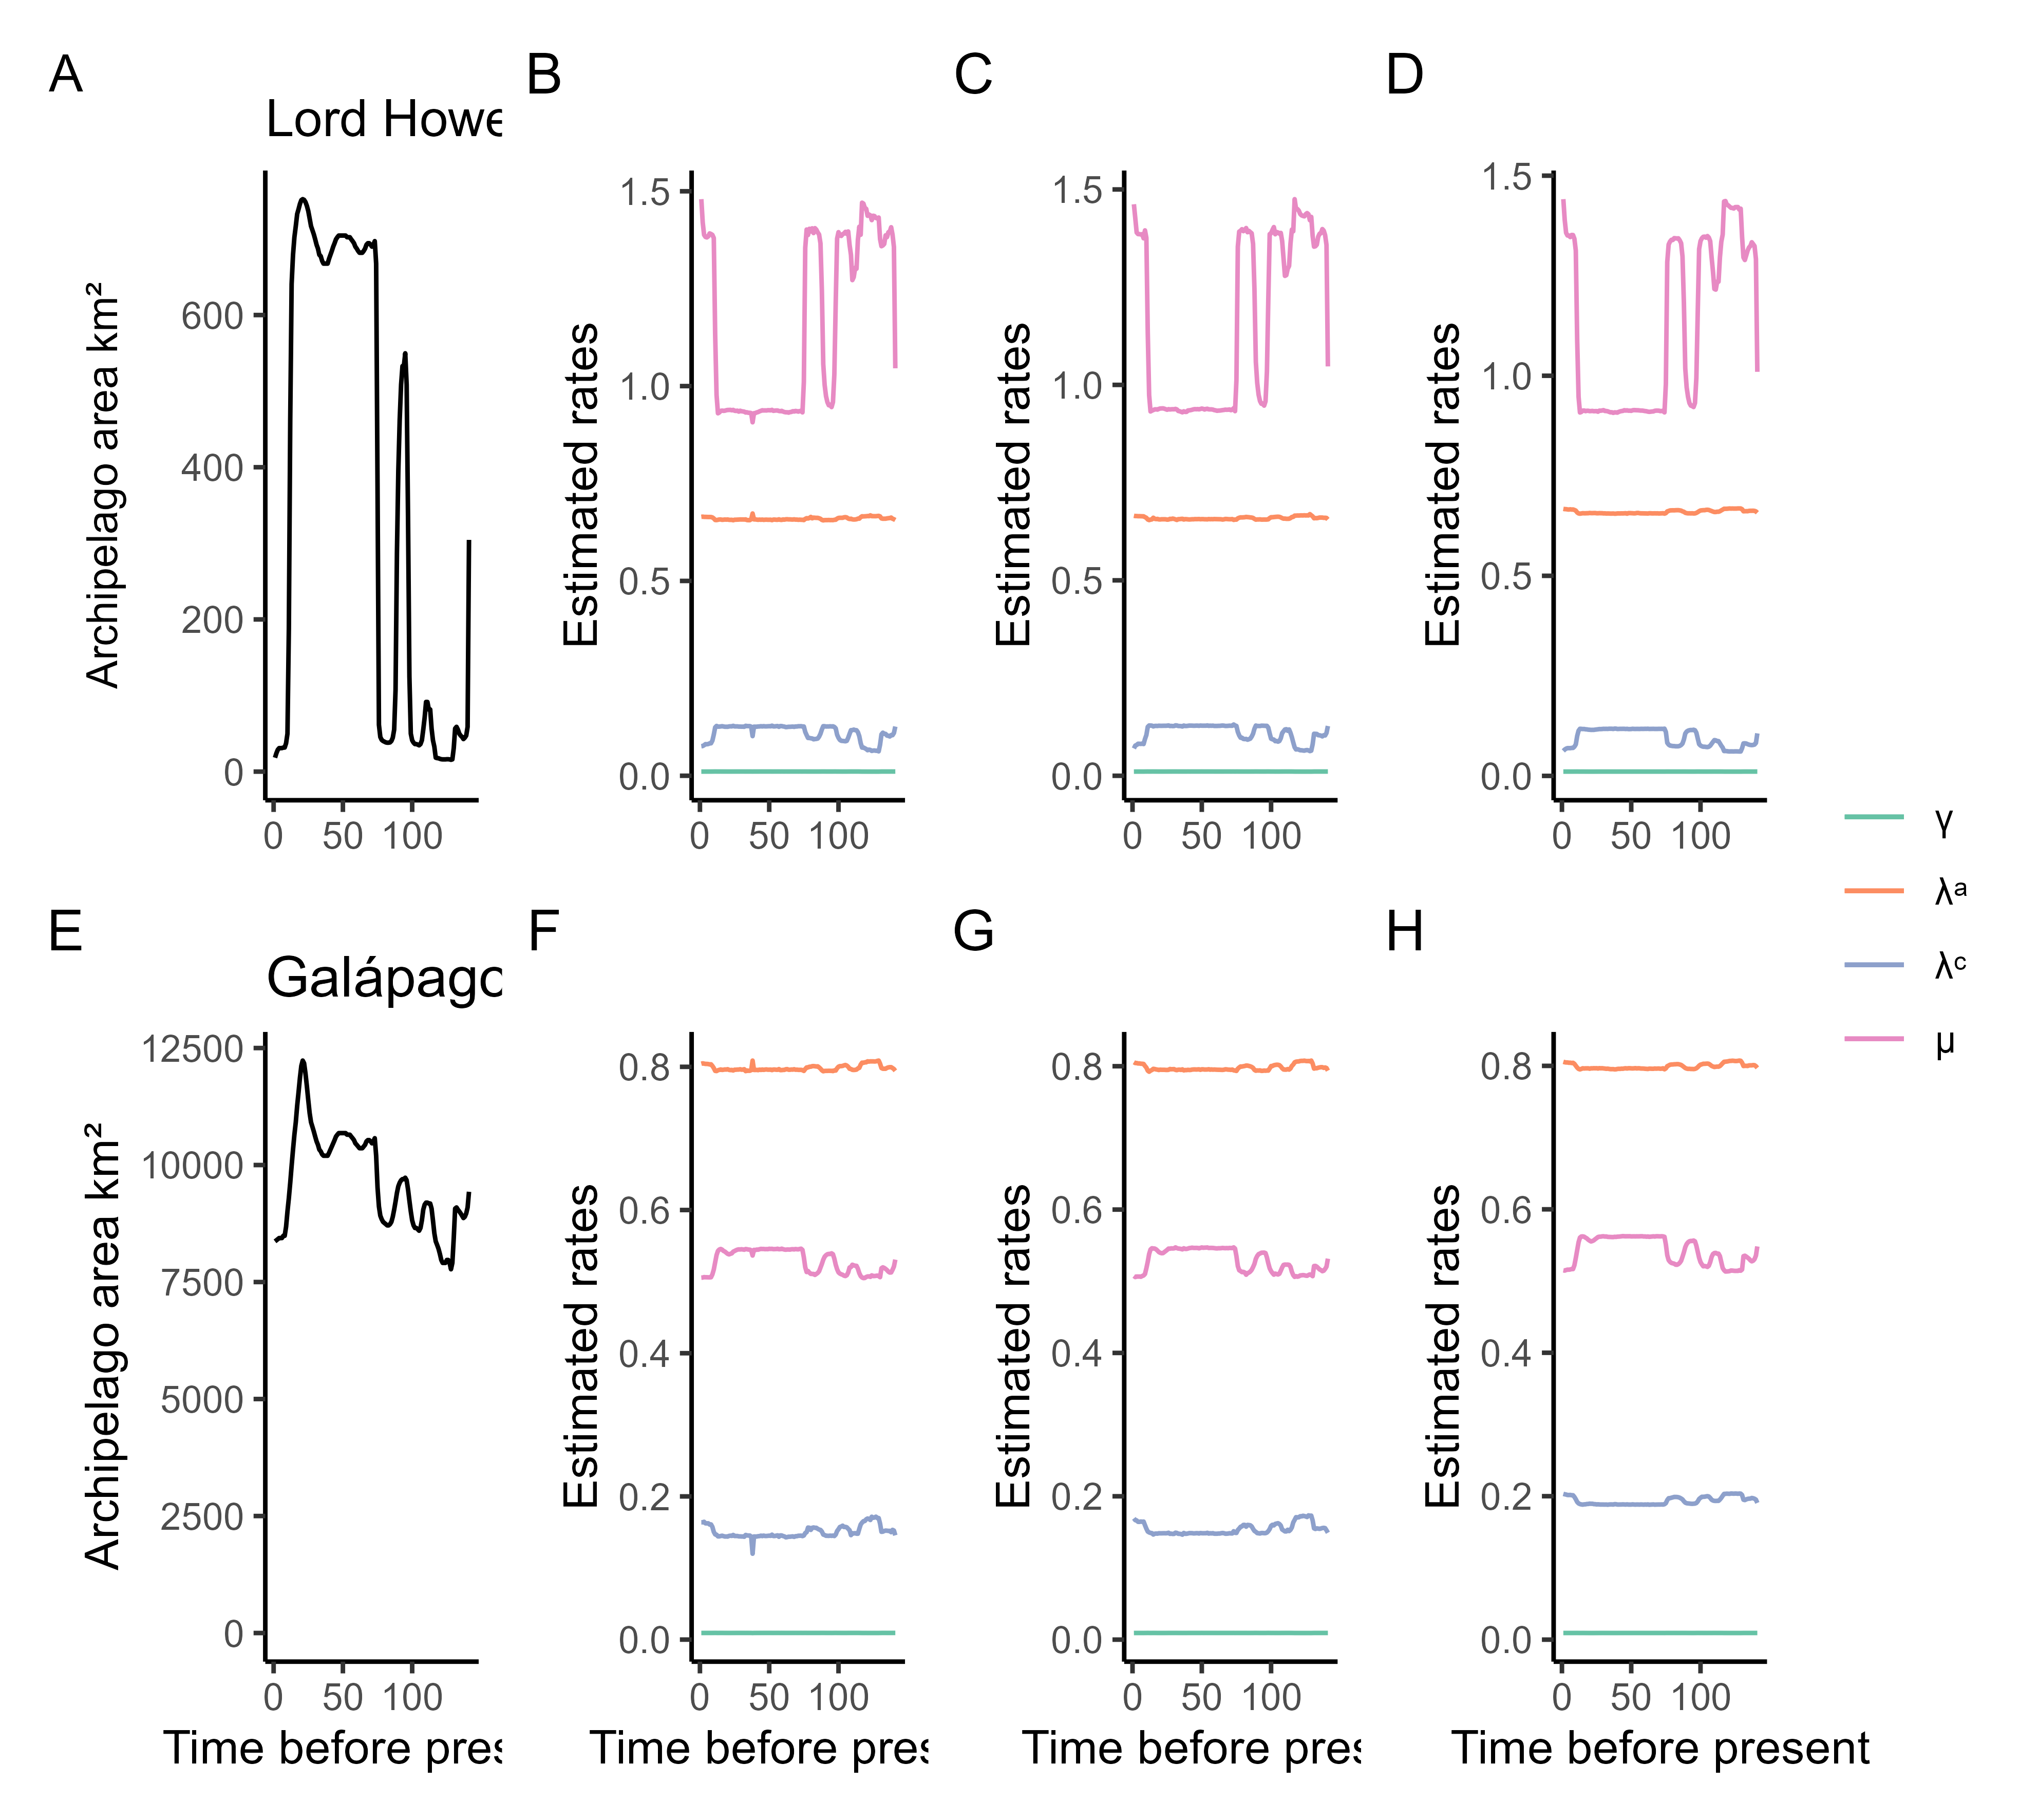 A
B
C
D
Lord Howe
Archipelago area km²
600
400
200
0
0 50 100
Estimated rates
1.5
1.0
0.5
0.0
0 50 100
Estimated rates
1.5
1.0
0.5
0.0
0 50 100
Estimated rates
1.5
1.0
0.5
0.0
0 50 100
γ
λᵃ
λᶜ
μ
E
F
G
H
Galápago
Archipelago area km²
12500
10000
7500
5000
2500
0
0 50 100
Time before pres
Estimated rates
0.8
0.6
0.4
0.2
0.0
0 50 100
Time before pres
Estimated rates
0.8
0.6
0.4
0.2
0.0
0 50 100
Time before pres
Estimated rates
0.8
0.6
0.4
0.2
0.0
0 50 100
Time before present